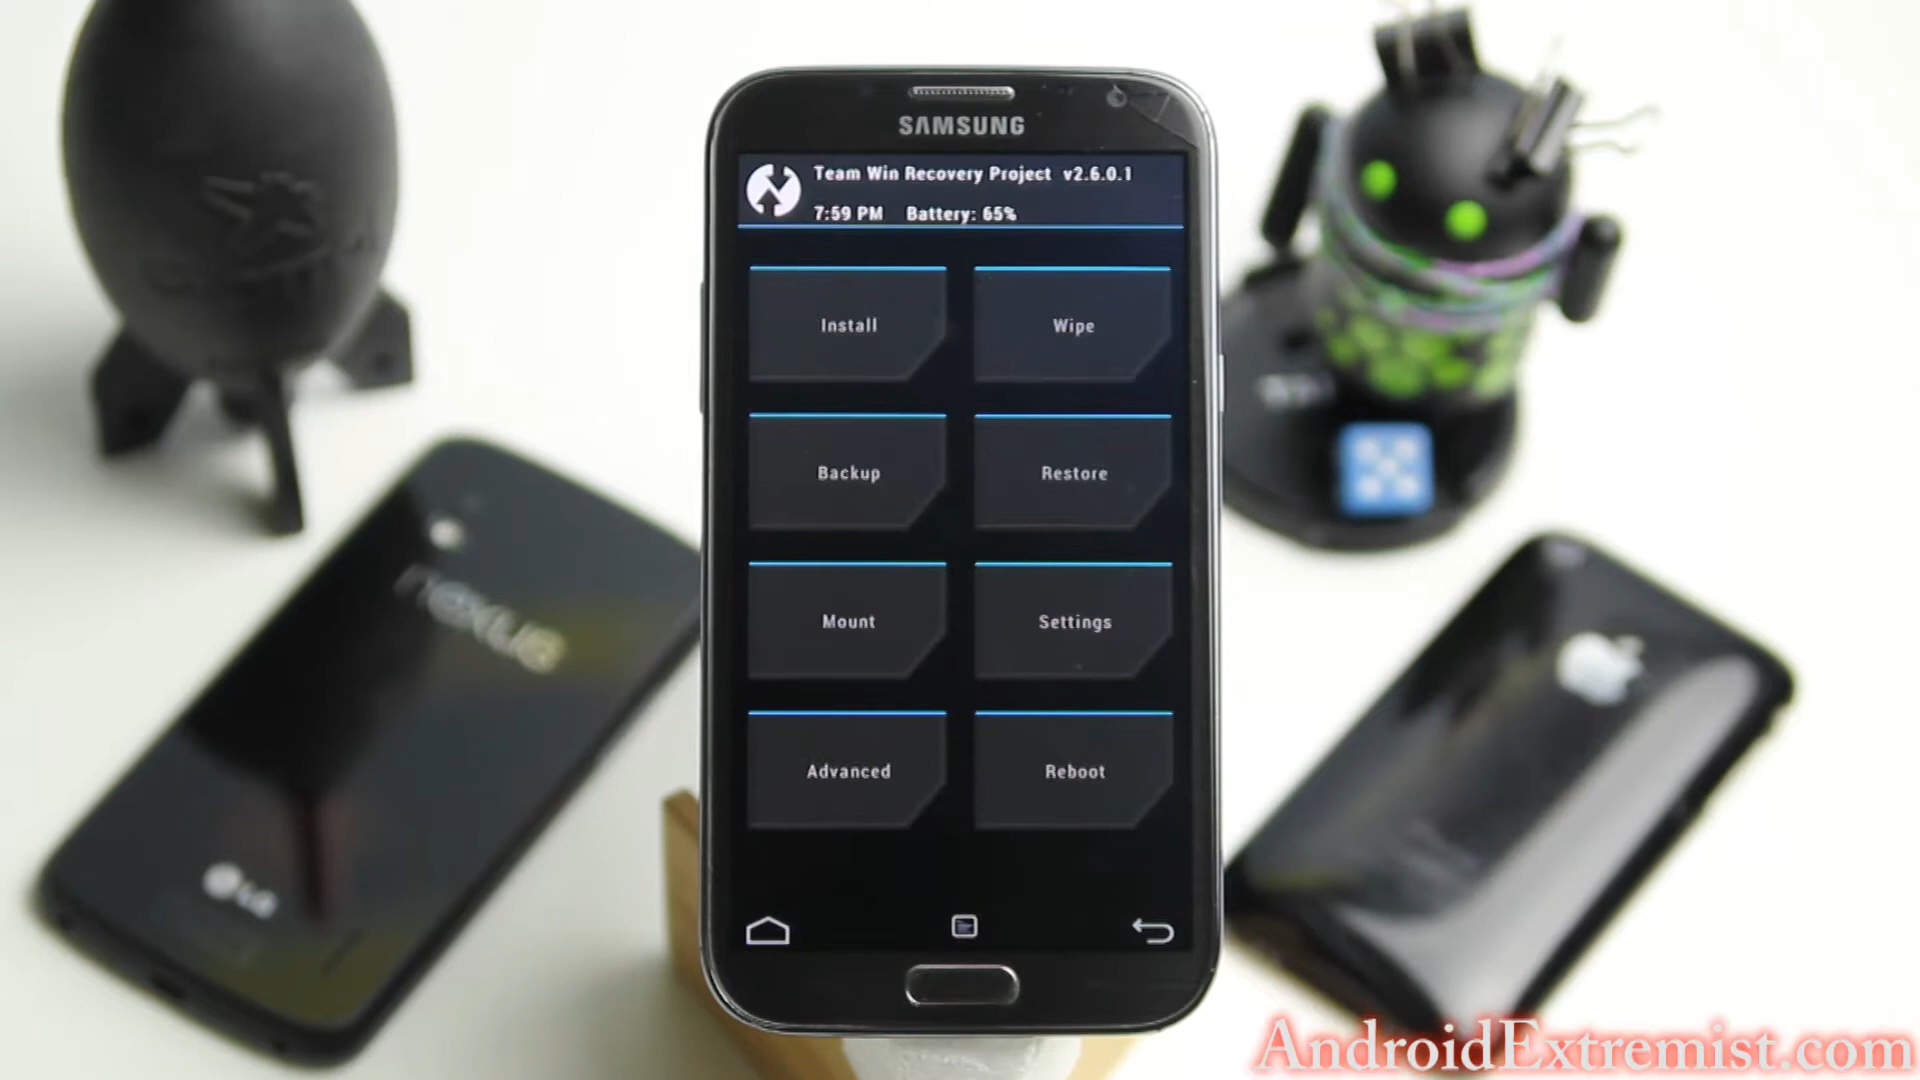 SAMSUNG
Team Win Recovery Project v2.6.0.1
7:59 PM Battery: 65%
Install
Wipe
Backup
Restore
Mount
Settings
Advanced
Reboot
nexus
LG
AndroidExtremist.com